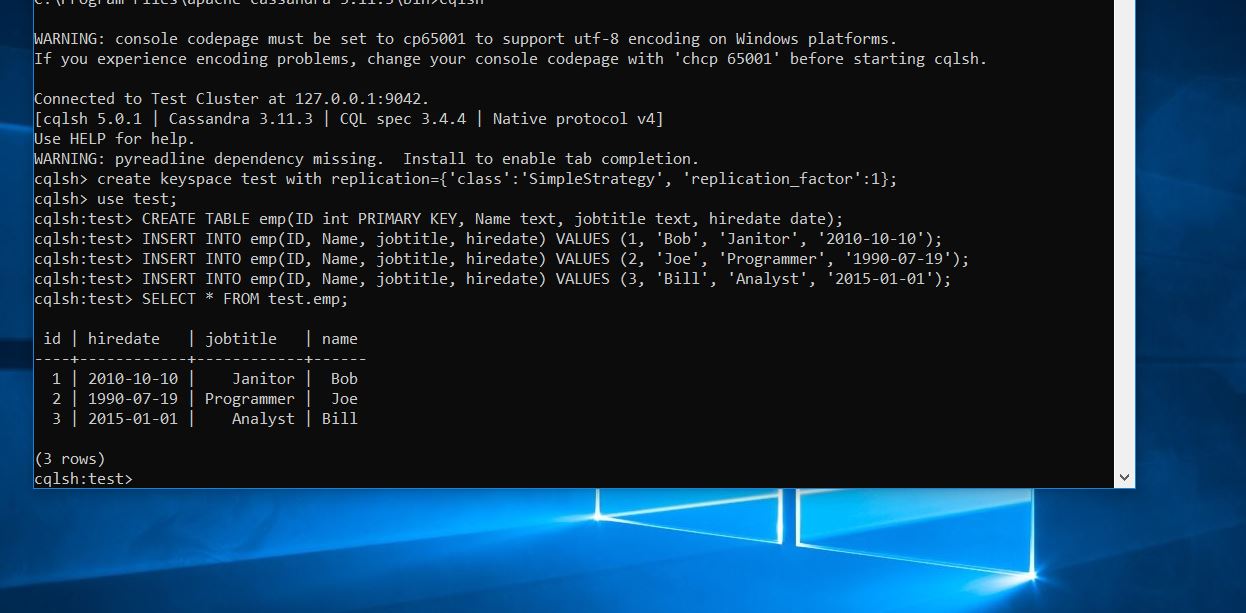 C:\Program Files\apache-cassandra-3.11.3\bin>cqlsh
WARNING: console codepage must be set to cp65001 to support utf-8 encoding on Windows platforms.
If you experience encoding problems, change your console codepage with 'chcp 65001' before starting cqlsh.
Connected to Test Cluster at 127.0.0.1:9042.
[cqlsh 5.0.1 | Cassandra 3.11.3 | CQL spec 3.4.4 | Native protocol v4]
Use HELP for help.
WARNING: pyreadline dependency missing.  Install to enable tab completion.
cqlsh> create keyspace test with replication={'class':'SimpleStrategy', 'replication_factor':1};
cqlsh> use test;
cqlsh:test> CREATE TABLE emp(ID int PRIMARY KEY, Name text, jobtitle text, hiredate date);
cqlsh:test> INSERT INTO emp(ID, Name, jobtitle, hiredate) VALUES (1, 'Bob', 'Janitor', '2010-10-10');
cqlsh:test> INSERT INTO emp(ID, Name, jobtitle, hiredate) VALUES (2, 'Joe', 'Programmer', '1990-07-19');
cqlsh:test> INSERT INTO emp(ID, Name, jobtitle, hiredate) VALUES (3, 'Bill', 'Analyst', '2015-01-01');
cqlsh:test> SELECT * FROM test.emp;
 id | hiredate   | jobtitle   | name
----+------------+------------+------
  1 | 2010-10-10 |    Janitor |  Bob
  2 | 1990-07-19 | Programmer |  Joe
  3 | 2015-01-01 |    Analyst | Bill
(3 rows)
cqlsh:test>